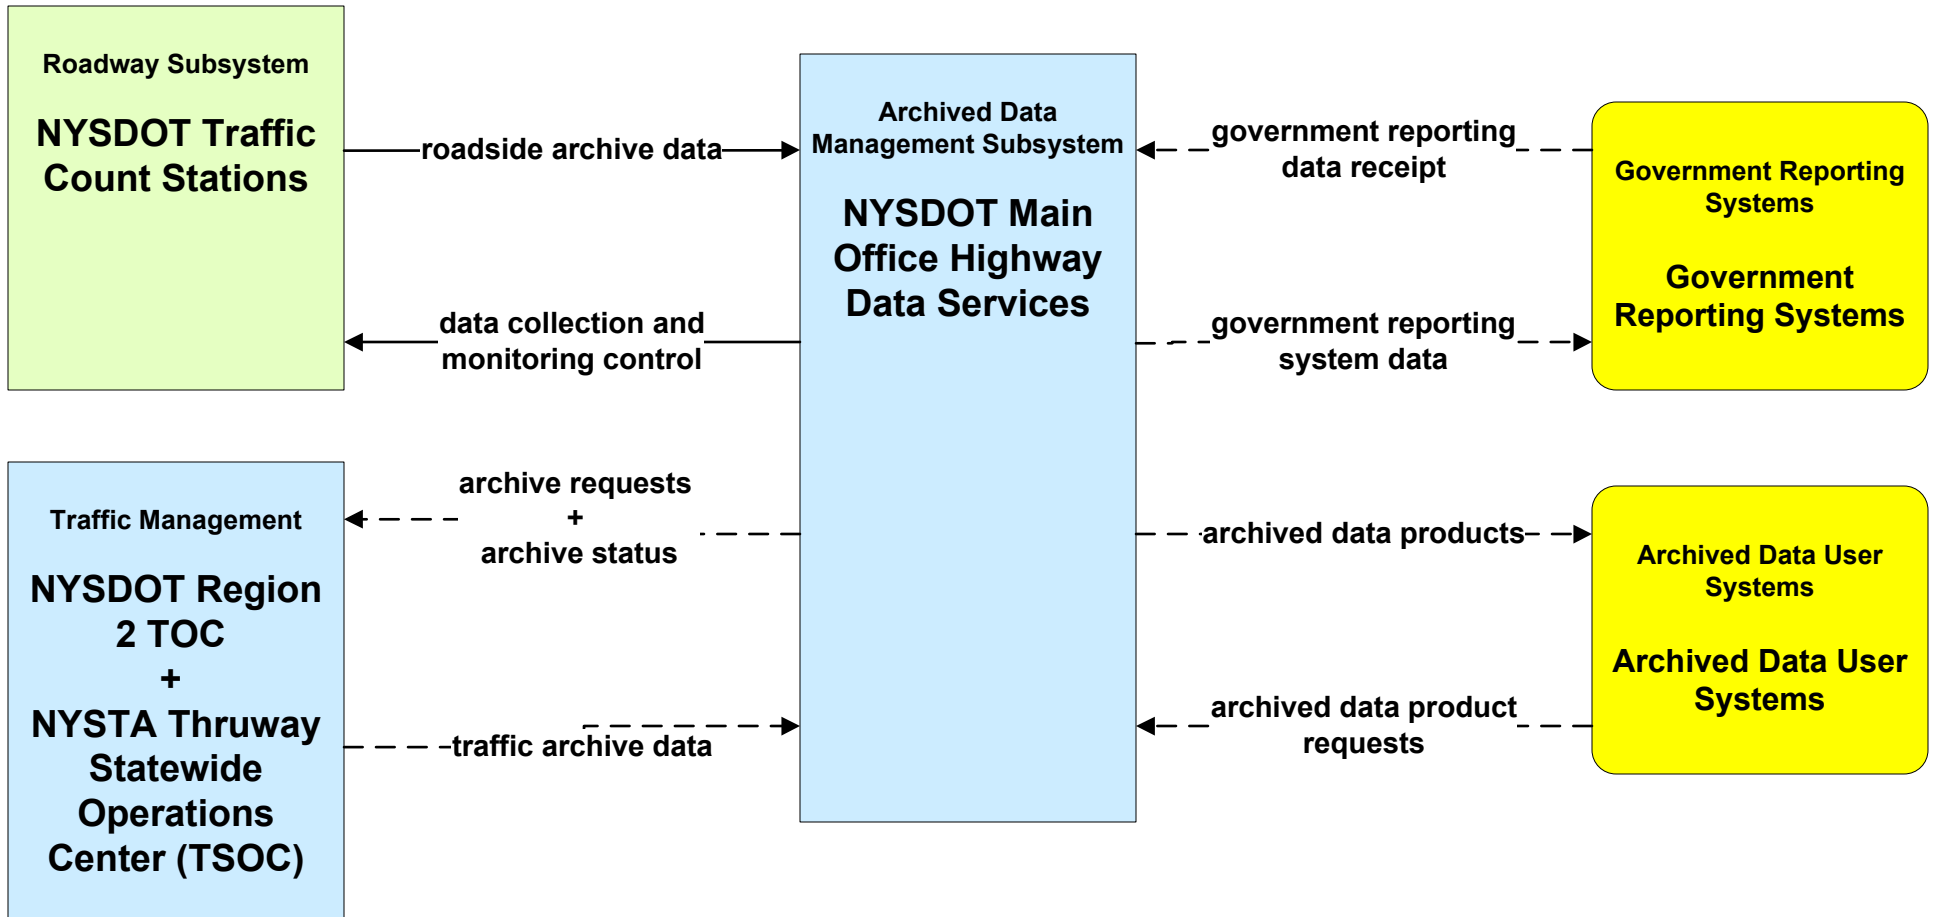 Roadway Subsystem
NYSDOT Traffic
Count Stations
roadside archive data
data collection and
monitoring control
Traffic Management
NYSDOT Region
2 TOC
+
NYSTA Thruway
Statewide
Operations
Center (TSOC)
archive requests
+
archive status
traffic archive data
Archived Data
Management Subsystem
NYSDOT Main
Office Highway
Data Services
government reporting
data receipt
government reporting
system data
Government Reporting
Systems
Government
Reporting Systems
archived data products
archived data product
requests
Archived Data User
Systems
Archived Data User
Systems